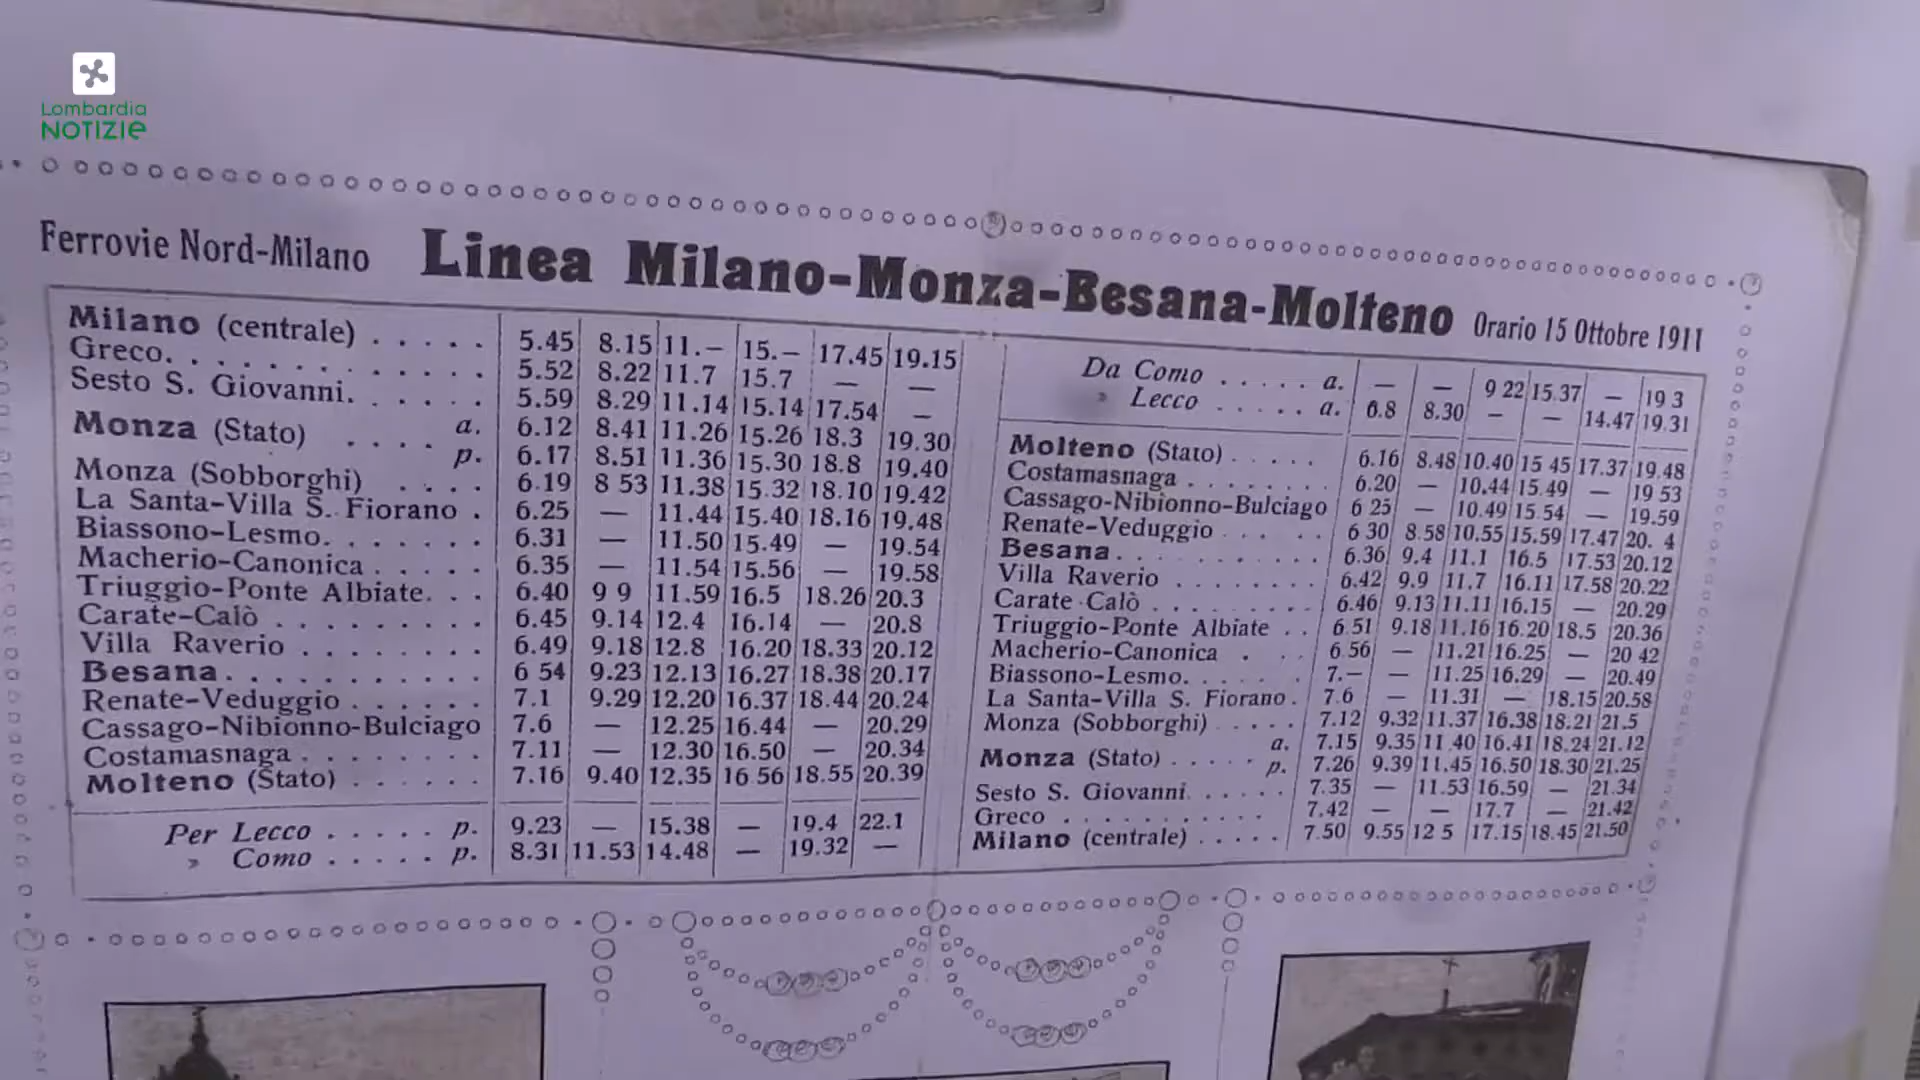 Lombardia
NOTIZIE
Ferrovie Nord-Milano Linea Milano-Monza-Besana-Molteno Orario 15 Ottobre 1911
Milano (centrale) . . . . . 5.45 8.15 11.— 15.— 17.45 19.15
Greco. . . . . . . . . . . . 5.52 8.22 11.7 15.7 — —
Sesto S. Giovanni. . . . . . 5.59 8.29 11.14 15.14 17.54 —
Monza (Stato) . . . . a. 6.12 8.41 11.26 15.26 18.3 19.30
p. 6.17 8.51 11.36 15.30 18.8 19.40
Monza (Sobborghi) . . . . 6.19 8 53 11.38 15.32 18.10 19.42
La Santa-Villa S. Fiorano . 6.25 — 11.44 15.40 18.16 19.48
Biassono-Lesmo. . . . . . . 6.31 — 11.50 15.49 — 19.54
Macherio-Canonica . . . . . 6.35 — 11.54 15.56 — 19.58
Triuggio-Ponte Albiate. . . 6.40 9 9 11.59 16.5 18.26 20.3
Carate-Calò . . . . . . . . . 6.45 9.14 12.4 16.14 — 20.8
Villa Raverio . . . . . . . . 6.49 9.18 12.8 16.20 18.33 20.12
Besana. . . . . . . . . . . . 6 54 9.23 12.13 16.27 18.38 20.17
Renate-Veduggio . . . . . . 7.1 9.29 12.20 16.37 18.44 20.24
Cassago-Nibionno-Bulciago 7.6 — 12.25 16.44 — 20.29
Costamasnaga . . . . . . . . 7.11 — 12.30 16.50 — 20.34
Molteno (Stato) . . . . . . 7.16 9.40 12.35 16 56 18.55 20.39
Per Lecco . . . . . p. 9.23 — 15.38 — 19.4 22.1
» Como . . . . . p. 8.31 11.53 14.48 — 19.32 —
Da Como . . . . . a. — — 9 22 15.37 — 19 3
» Lecco . . . . . a. 6.8 8.30 — — 14.47 19.31
Molteno (Stato) . . . . . 6.16 8.48 10.40 15 45 17.37 19.48
Costamasnaga . . . . . . . . 6.20 — 10.44 15.49 — 19 53
Cassago-Nibionno-Bulciago 6 25 — 10.49 15.54 — 19.59
Renate-Veduggio . . . . . 6 30 8.58 10.55 15.59 17.47 20. 4
Besana. . . . . . . . . . . 6.36 9.4 11.1 16.5 17.53 20.12
Villa Raverio . . . . . . . . 6.42 9.9 11.7 16.11 17.58 20.22
Carate Calò . . . . . . . . . 6.46 9.13 11.11 16.15 — 20.29
Triuggio-Ponte Albiate . . 6.51 9.18 11.16 16.20 18.5 20.36
Macherio-Canonica . . . 6 56 — 11.21 16.25 — 20 42
Biassono-Lesmo. . . . . . 7.— — 11.25 16.29 — 20.49
La Santa-Villa S. Fiorano . 7.6 — 11.31 — 18.15 20.58
Monza (Sobborghi) . . . . . 7.12 9.32 11.37 16.38 18.21 21.5
Monza (Stato) . . . . . a. 7.15 9.35 11 40 16.41 18.24 21.12
p. 7.26 9.39 11.45 16.50 18.30 21.25
Sesto S. Giovanni . . . . . 7.35 — 11.53 16.59 — 21.34
Greco . . . . . . . . . . . 7.42 — — 17.7 — 21.42
Milano (centrale) . . . . . 7.50 9.55 12 5 17.15 18.45 21.50